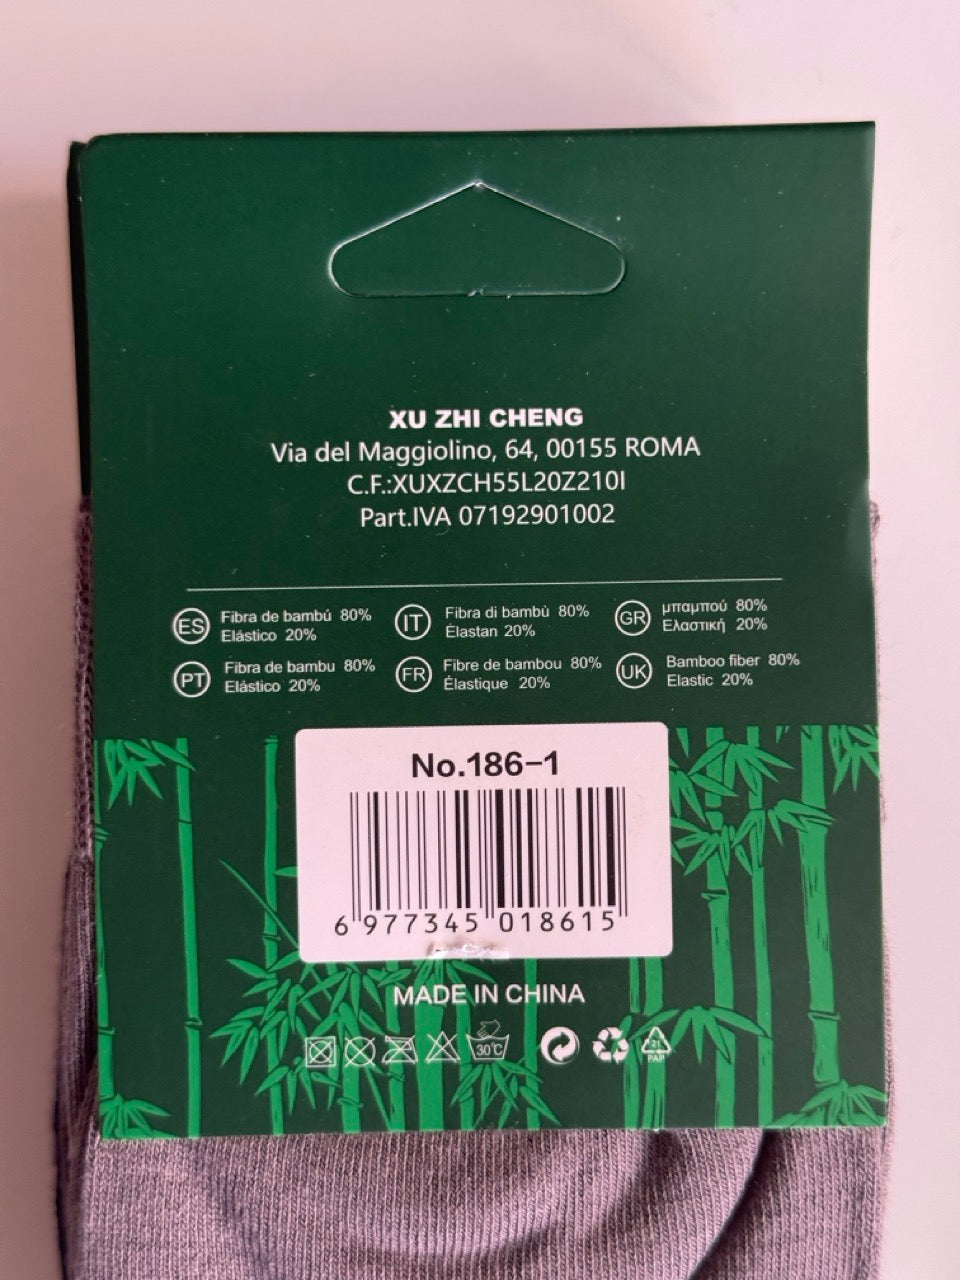 XU ZHI CHENG
Via del Maggiolino, 64, 00155 ROMA
C.F.:XUXZCH55L20Z210I
Part.IVA 07192901002
ES Fibra de bambú 80%
Elástico 20%
IT Fibra di bambù 80%
Elastan 20%
GR μπαμπού 80%
Ελαστική 20%
PT Fibra de bambu 80%
Elástico 20%
FR Fibre de bambou 80%
Élastique 20%
UK Bamboo fiber 80%
Elastic 20%
No.186-1
6 977345 018615
MADE IN CHINA
30°C
21
PAP